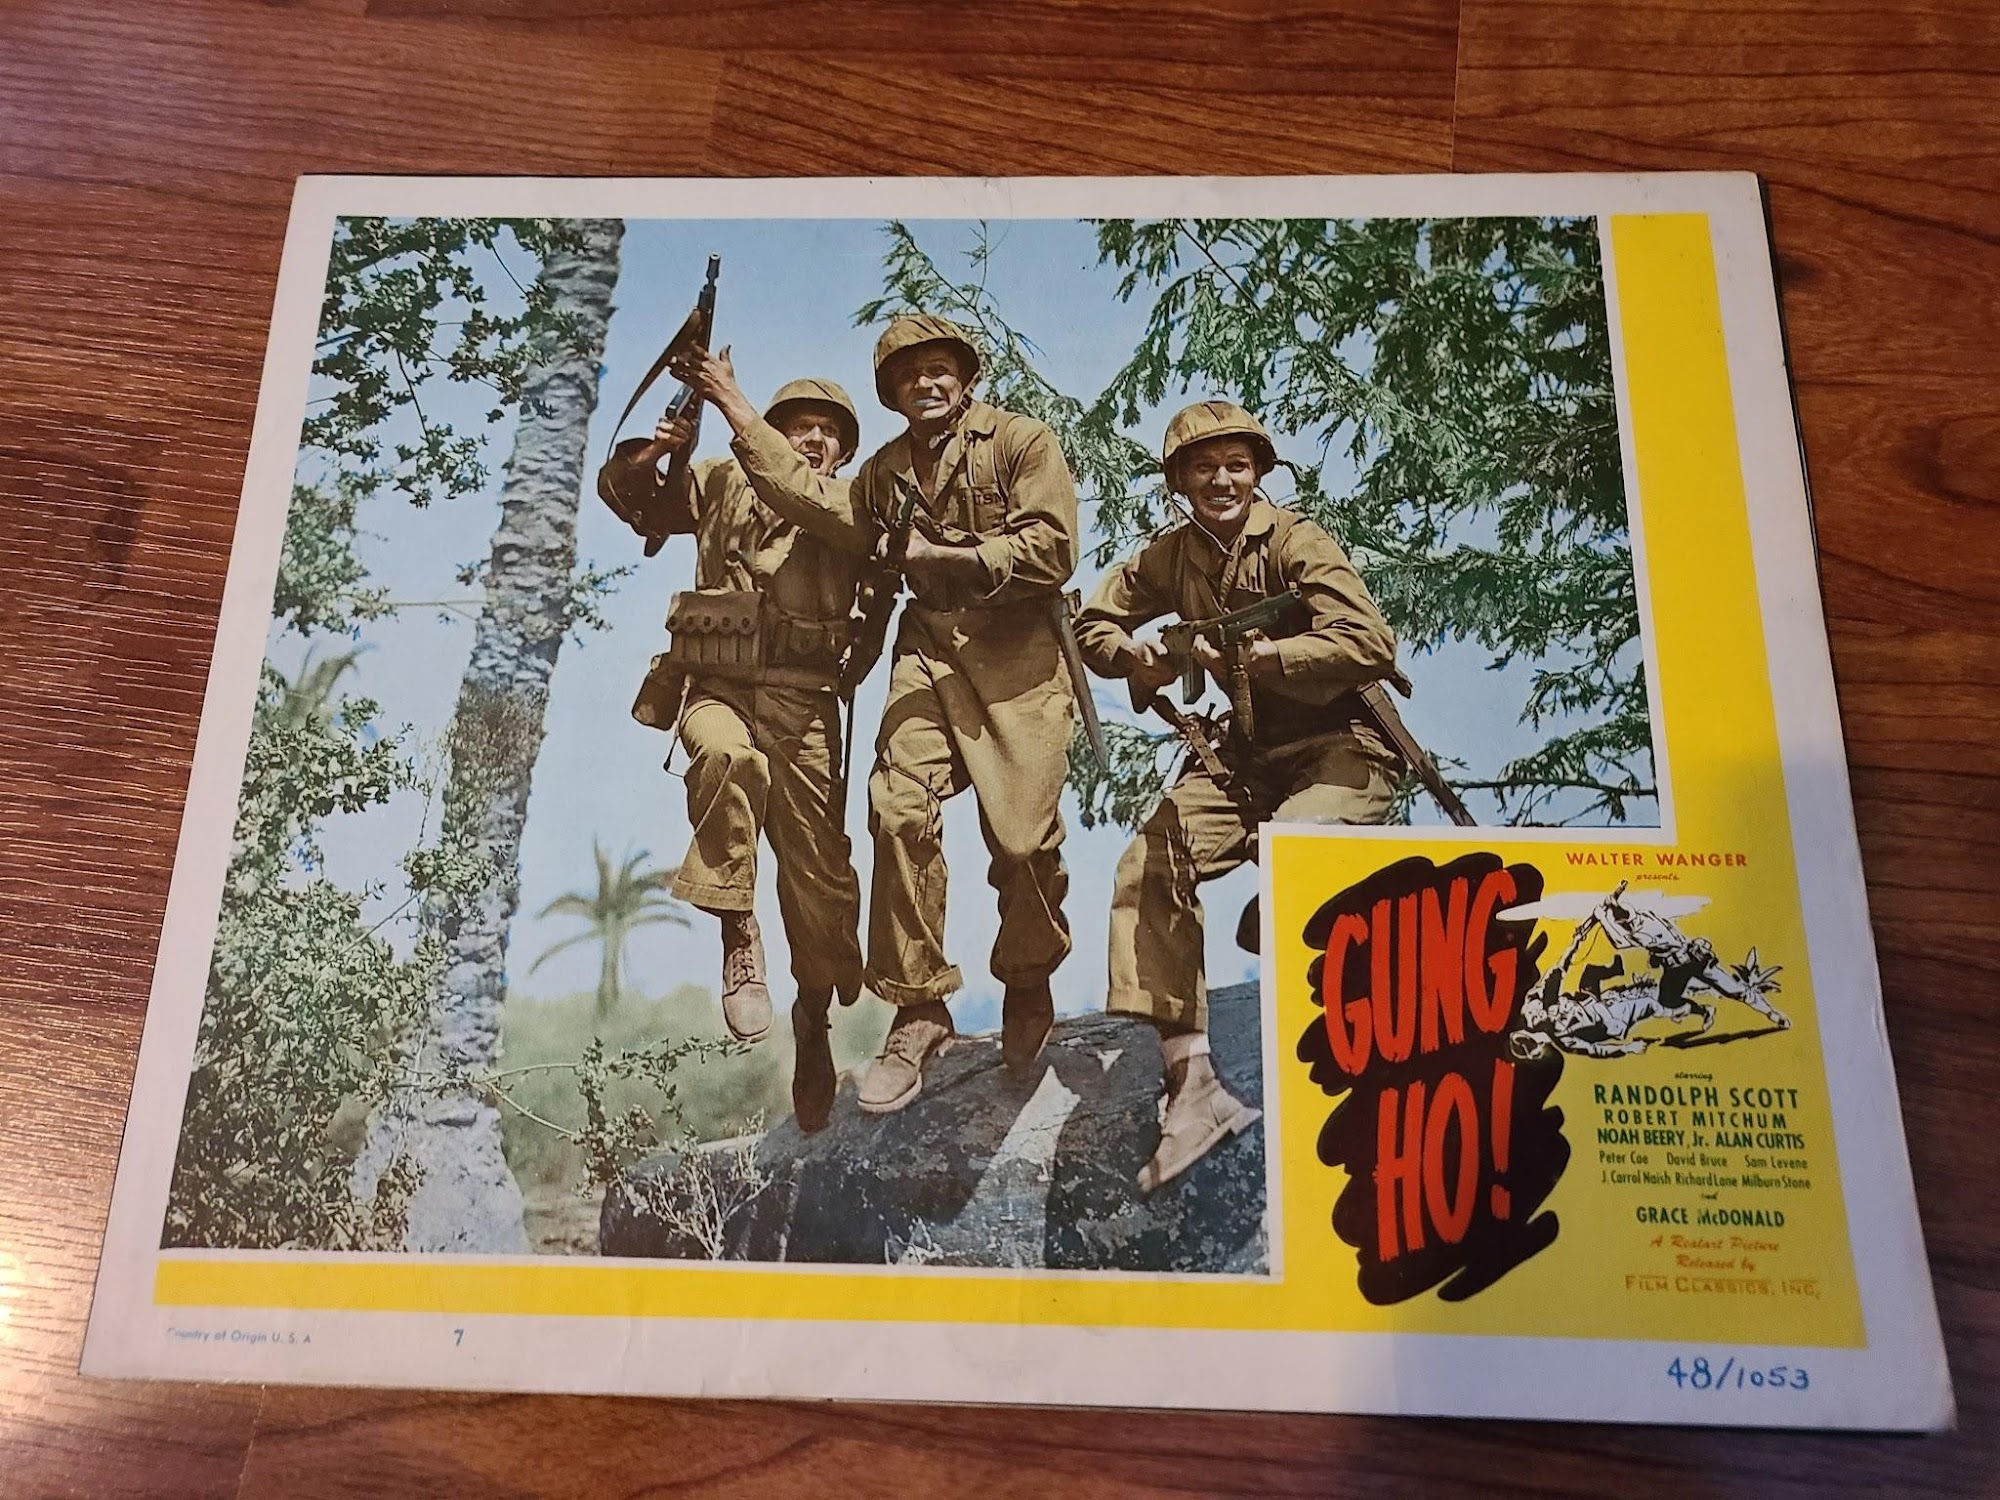 USM
WALTER WANGER
presents
GUNG
HO!
starring
RANDOLPH SCOTT
ROBERT MITCHUM
NOAH BEERY, Jr. ALAN CURTIS
Peter Coe David Bruce Sam Levene
J. Carrol Naish Richard Lane Milburn Stone
and
GRACE McDONALD
A Realart Picture
Released by
FILM CLASSICS, INC.
Country of Origin U. S. A
7
48/1053